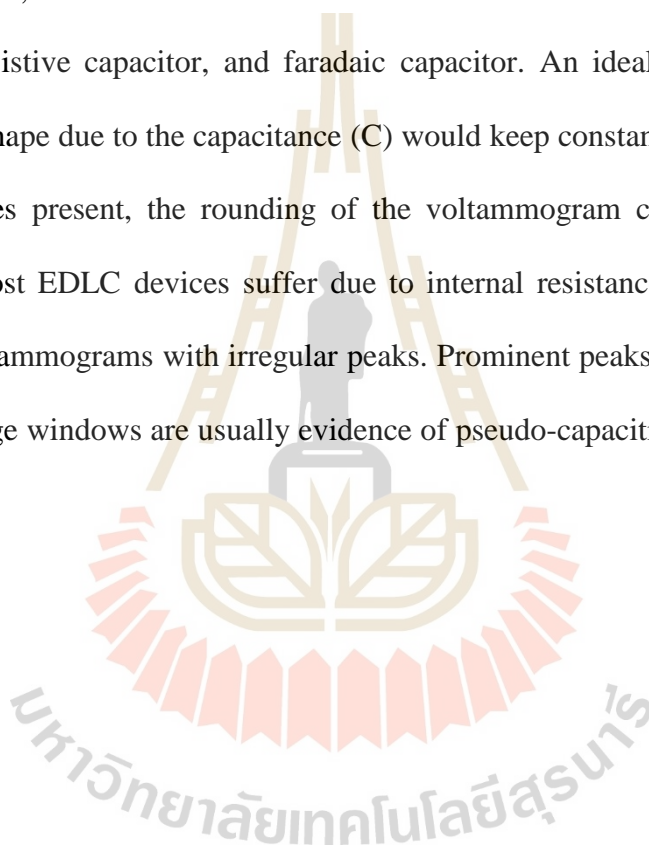 istive capacitor, and faradaic capacitor. An ideal
hape due to the capacitance (C) would keep constan
es present, the rounding of the voltammogram c
ost EDLC devices suffer due to internal resistanc
ammograms with irregular peaks. Prominent peaks
ge windows are usually evidence of pseudo-capaciti
มหาวิทยาลัยเทคโนโลยีสุรนารี